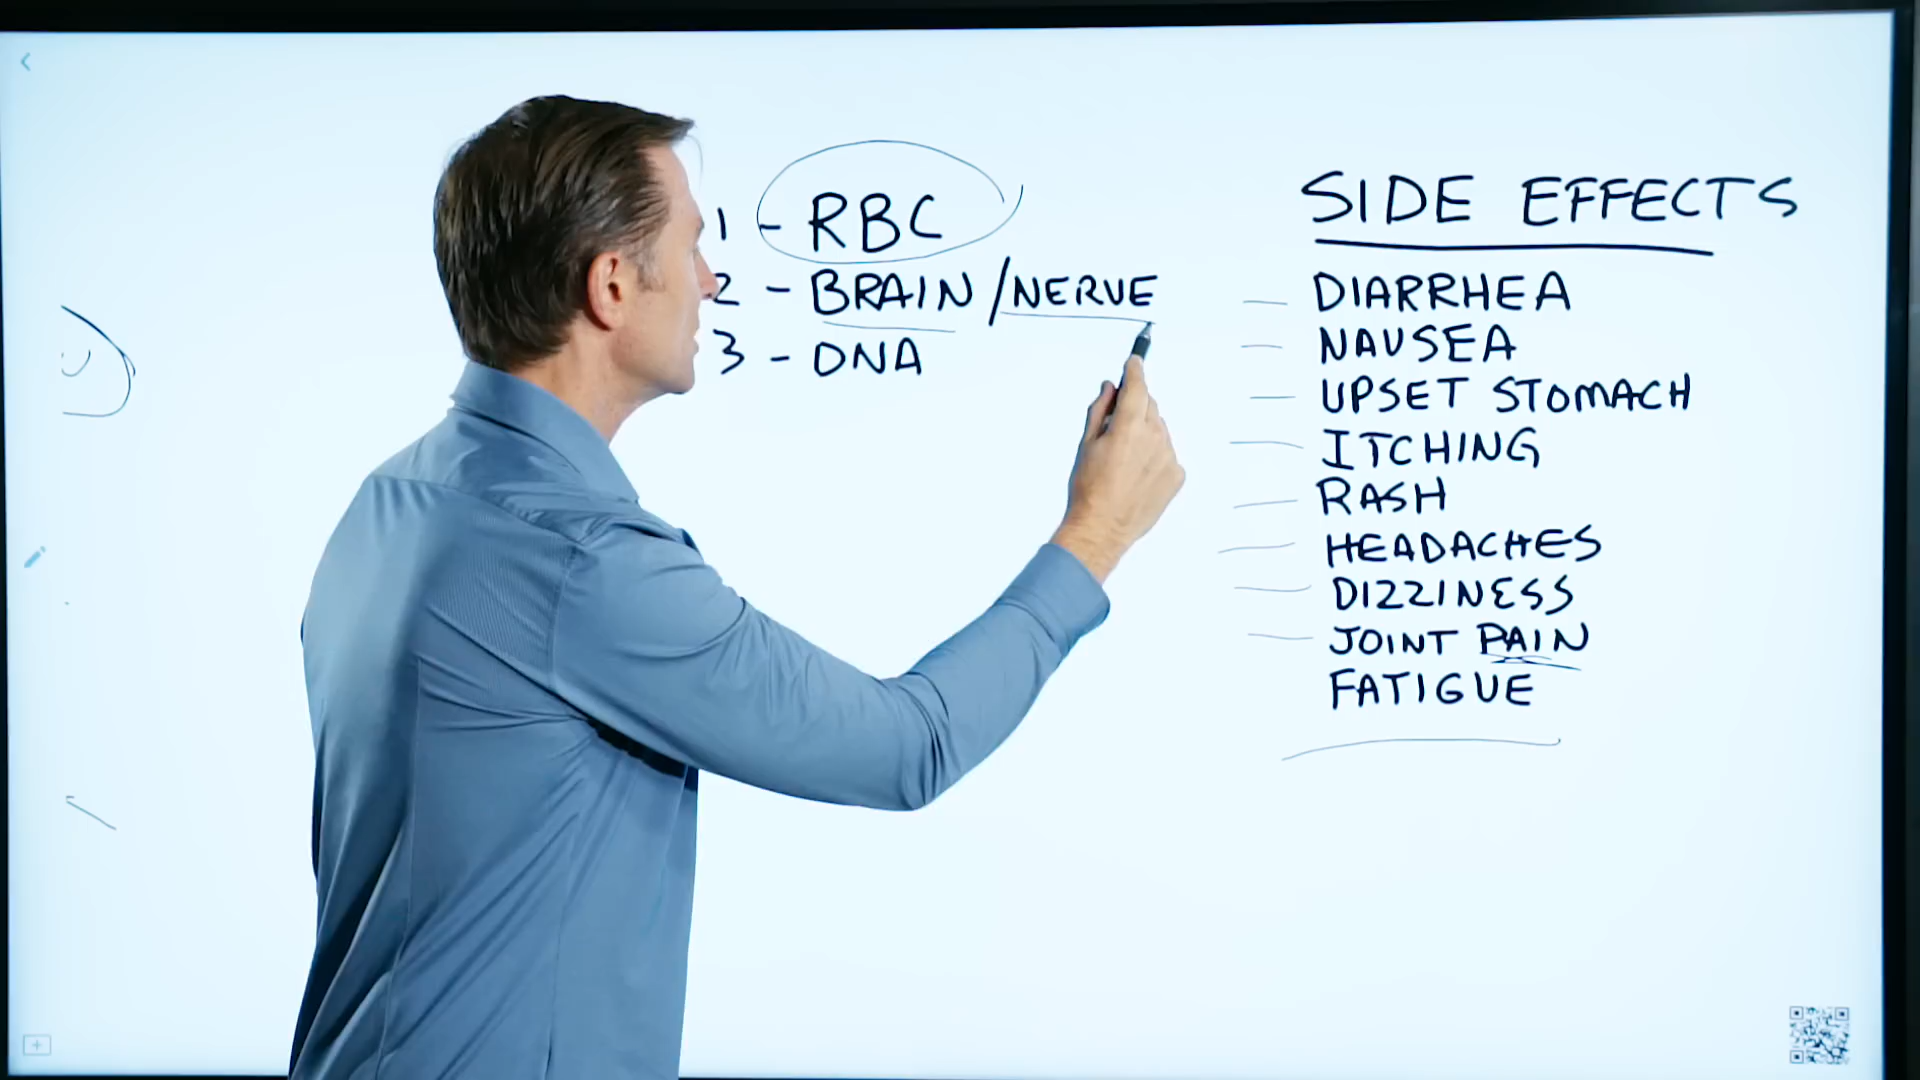 1 - RBC
2 - BRAIN / NERVE
3 - DNA
SIDE EFFECTS
DIARRHEA
NAUSEA
UPSET STOMACH
ITCHING
RASH
HEADACHES
DIZZINESS
JOINT PAIN
FATIGUE